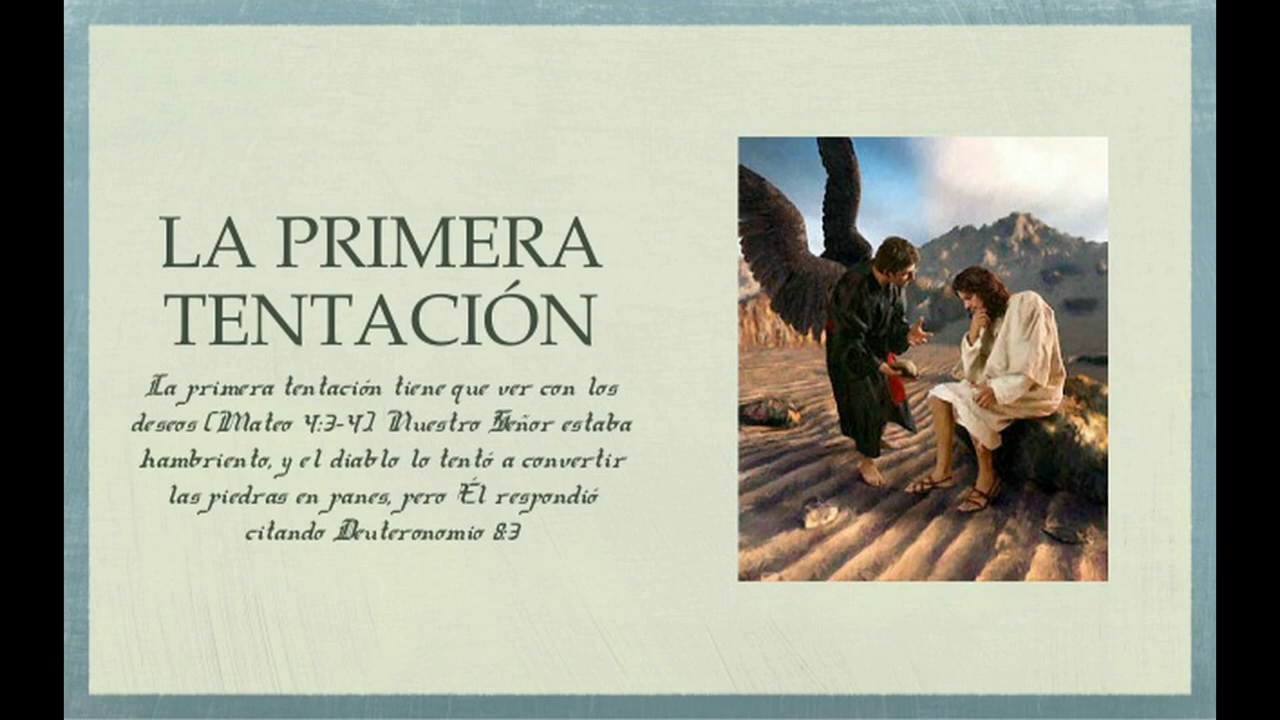 LA PRIMERA
TENTACIÓN
La primera tentación tiene que ver con los
deseos (Mateo 4:3-4) Nuestro Señor estaba
hambriento, y el diablo lo tentó a convertir
las piedras en panes, pero Él respondió
citando Deuteronomio 8:3